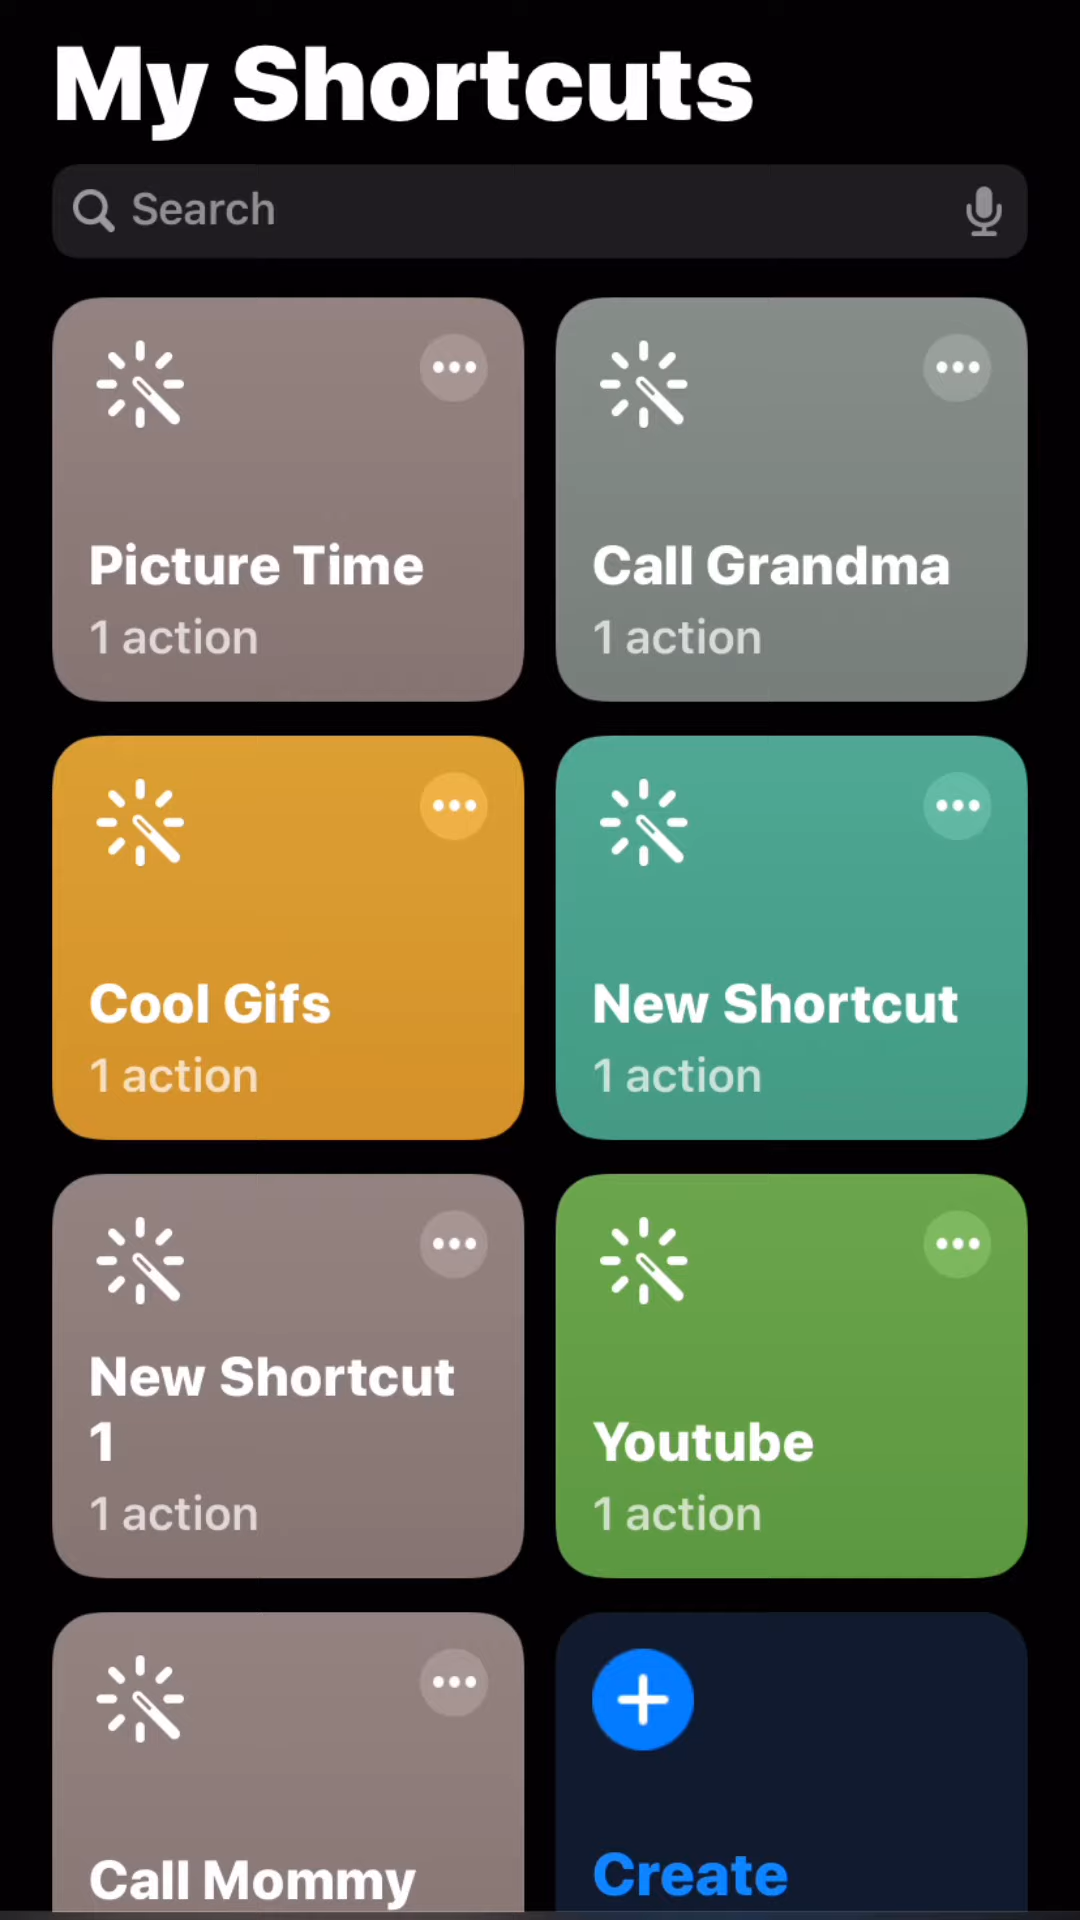 My Shortcuts
Search
Picture Time
1 action
Call Grandma
1 action
Cool Gifs
1 action
New Shortcut
1 action
New Shortcut
1
1 action
Youtube
1 action
Call Mommy
Create